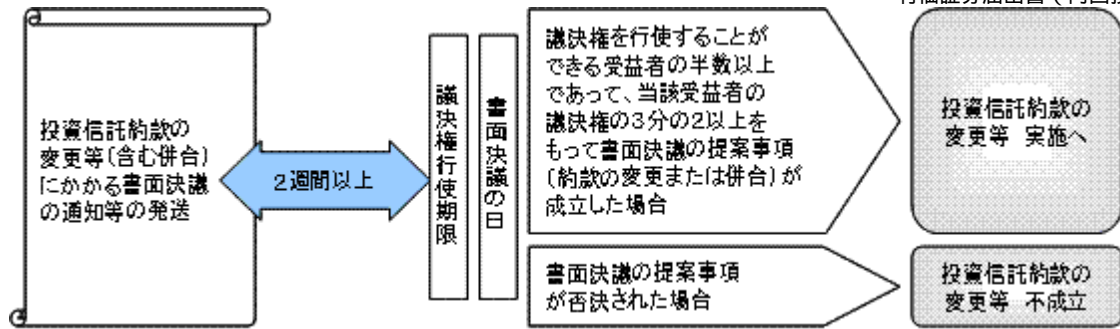 投資信託約款の
変更等(含む併合)
にかかる書面決議
の通知等の発送
2週間以上
議決権行使期限
書面決議の日
議決権を行使することが
できる受益者の半数以上
であって、当該受益者の
議決権の3分の2以上を
もって書面決議の提案事項
(約款の変更または併合)が
成立した場合
投資信託約款の
変更等 実施へ
書面決議の提案事項
が否決された場合
投資信託約款の
変更等 不成立